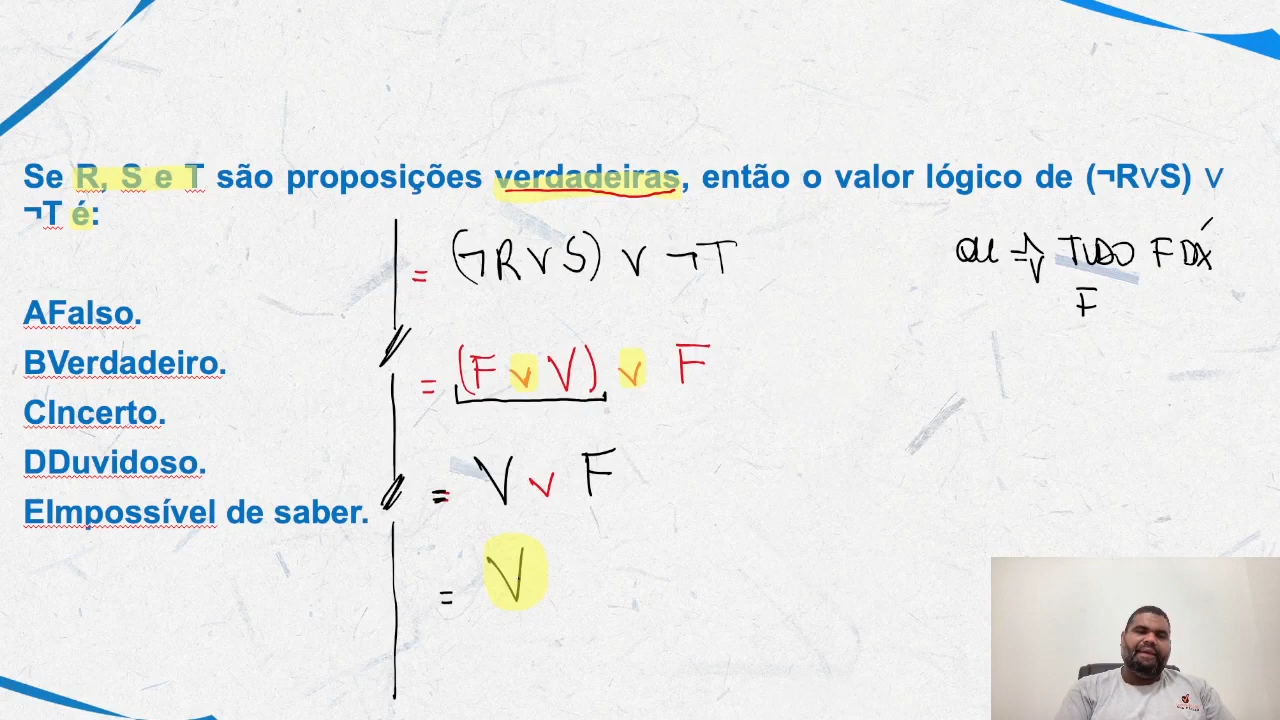 Se R, S e T são proposições verdadeiras, então o valor lógico de (¬R∨S) ∨
¬T é:
AFalso.
BVerdadeiro.
CIncerto.
DDuvidoso.
EImpossível de saber.
= (¬R∨S) ∨ ¬T
= (F ∨ V) ∨ F
= V ∨ F
= V
OU ⇒ TUDO F DÁ
V F